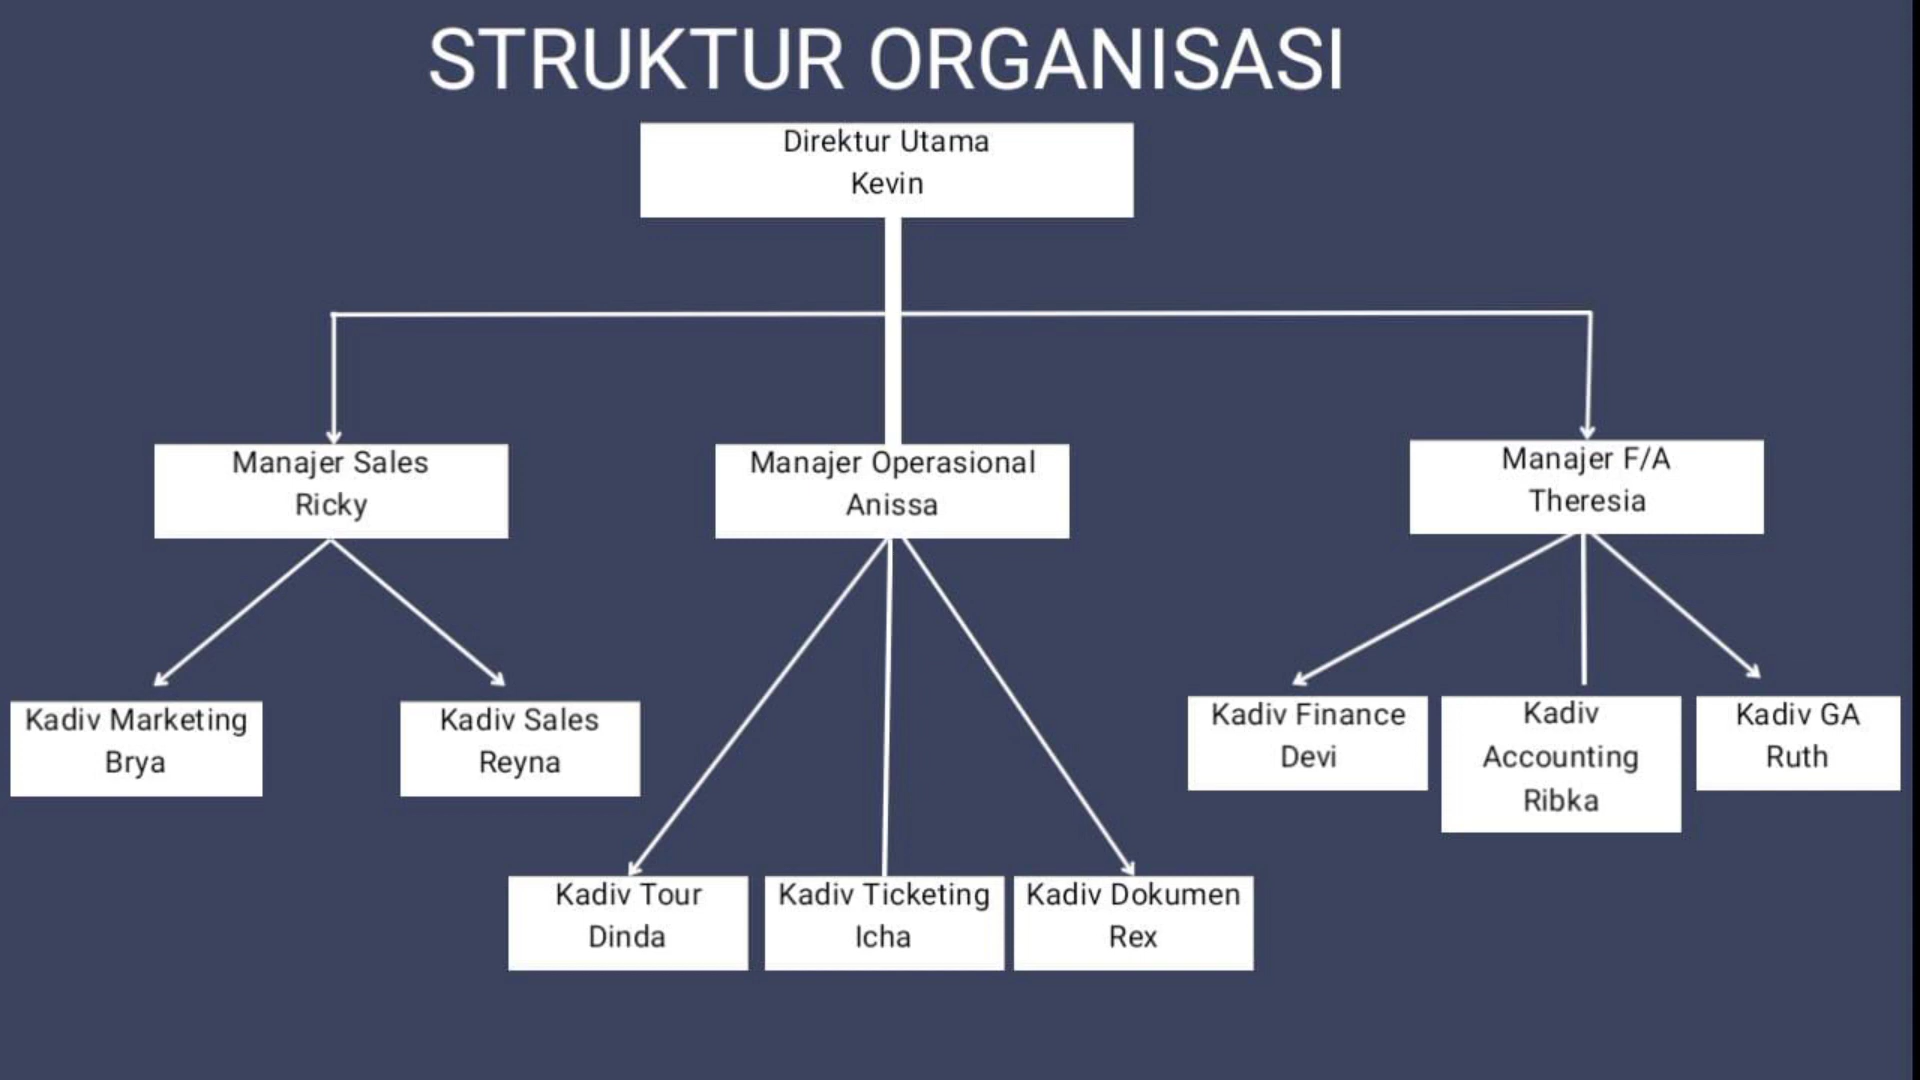 STRUKTUR ORGANISASI
Direktur Utama
Kevin
Manajer Sales
Ricky
Manajer Operasional
Anissa
Manajer F/A
Theresia
Kadiv Marketing
Brya
Kadiv Sales
Reyna
Kadiv Finance
Devi
Kadiv
Accounting
Ribka
Kadiv GA
Ruth
Kadiv Tour
Dinda
Kadiv Ticketing
Icha
Kadiv Dokumen
Rex